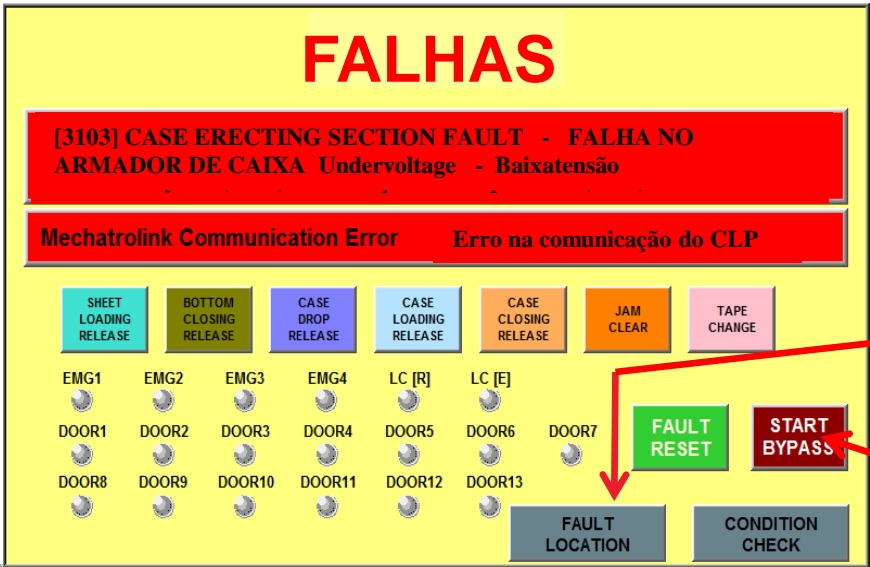 FALHAS
[3103] CASE ERECTING SECTION FAULT - FALHA NO
ARMADOR DE CAIXA Undervoltage - Baixatensão
Mechatrolink Communication Error Erro na comunicação do CLP
SHEET
LOADING
RELEASE
BOTTOM
CLOSING
RELEASE
CASE
DROP
RELEASE
CASE
LOADING
RELEASE
CASE
CLOSING
RELEASE
JAM
CLEAR
TAPE
CHANGE
EMG1 EMG2 EMG3 EMG4 LC [R] LC [E]
DOOR1 DOOR2 DOOR3 DOOR4 DOOR5 DOOR6 DOOR7
FAULT
RESET
START
BYPASS
DOOR8 DOOR9 DOOR10 DOOR11 DOOR12 DOOR13
FAULT
LOCATION
CONDITION
CHECK